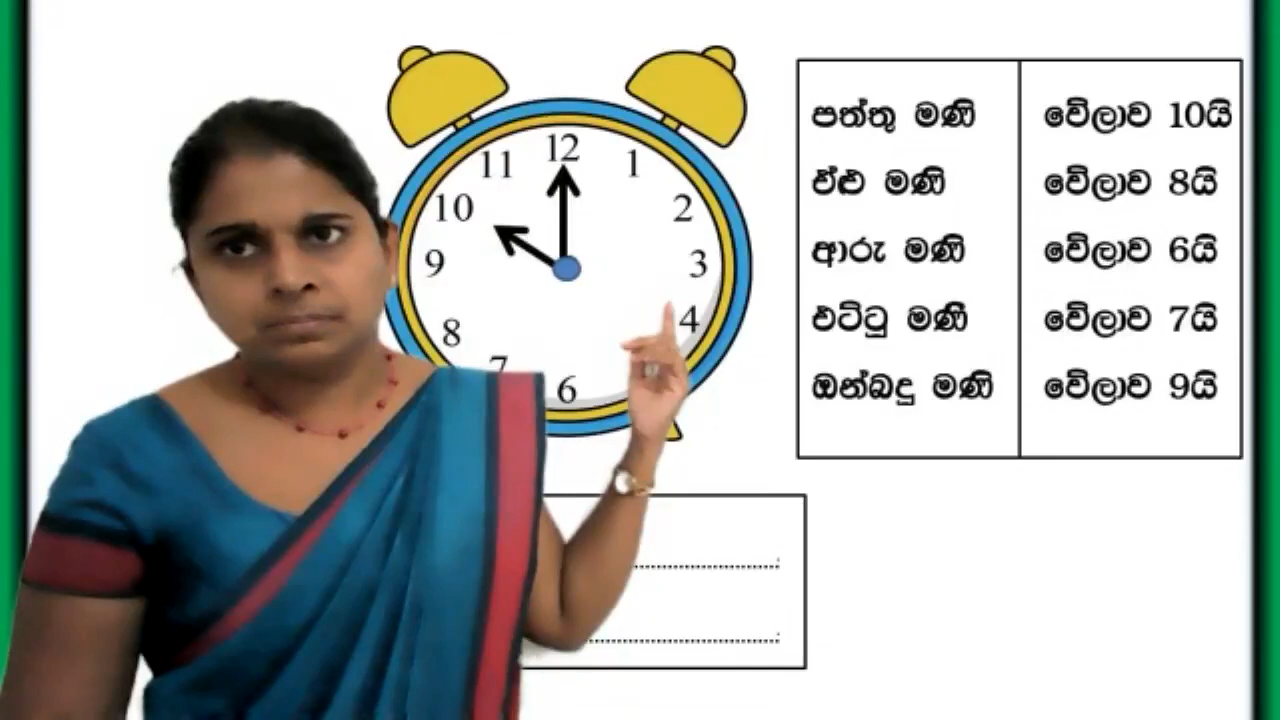 12
11
1
10
2
9
3
8
4
7
6
පත්තු මණි වේලාව 10යි
ඒළු මණි වේලාව 8යි
ආරු මණි වේලාව 6යි
එට්ටු මණි වේලාව 7යි
ඔන්බදු මණි වේලාව 9යි